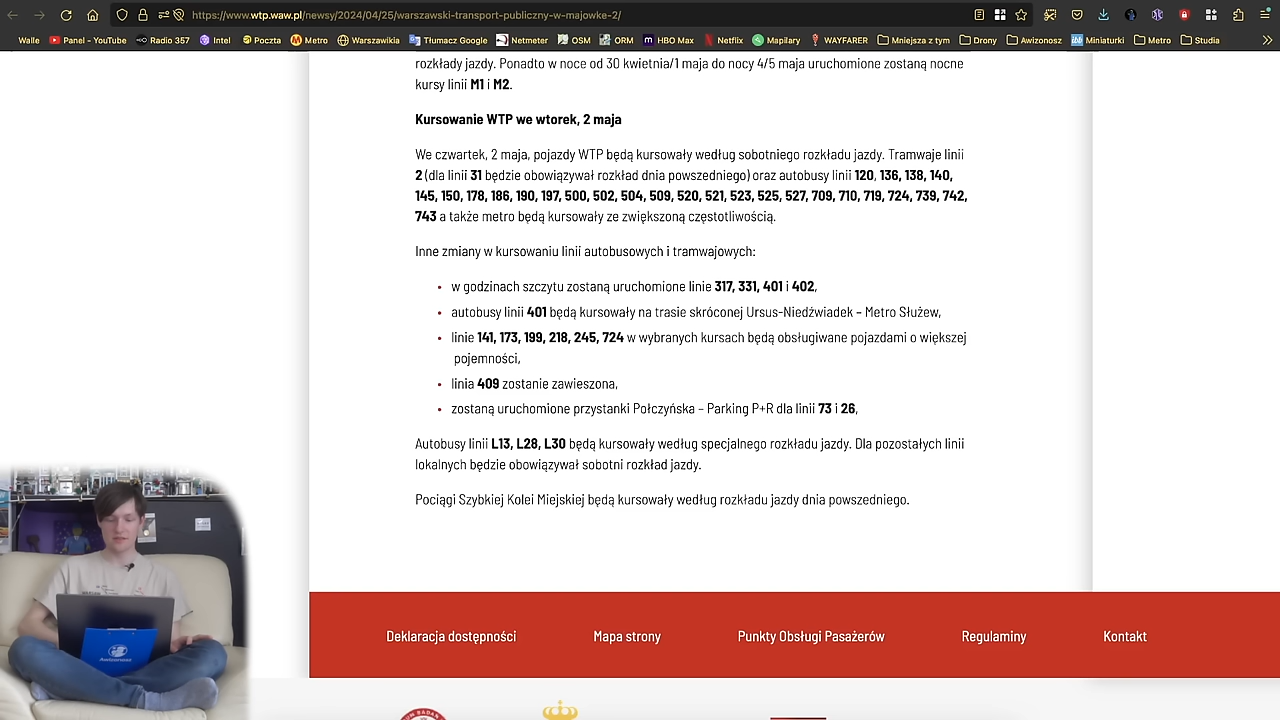 https://www.wtp.waw.pl/newsy/2024/04/25/warszawski-transport-publiczny-w-majowke-2/
Walle Panel - YouTube Radio 357 Intel Poczta Metro Warszawikia Tłumacz Google Netmeter OSM ORM HBO Max Netflix Mapilary WAYFARER Mniejsza z tym Drony Awizonosz Miniaturki Metro Studia
rozkłady jazdy. Ponadto w noce od 30 kwietnia/1 maja do nocy 4/5 maja uruchomione zostaną nocne
kursy linii M1 i M2.
Kursowanie WTP we wtorek, 2 maja
We czwartek, 2 maja, pojazdy WTP będą kursowały według sobotniego rozkładu jazdy. Tramwaje linii
2 (dla linii 31 będzie obowiązywał rozkład dnia powszedniego) oraz autobusy linii 120, 136, 138, 140,
145, 150, 178, 186, 190, 197, 500, 502, 504, 509, 520, 521, 523, 525, 527, 709, 710, 719, 724, 739, 742,
743 a także metro będą kursowały ze zwiększoną częstotliwością.
Inne zmiany w kursowaniu linii autobusowych i tramwajowych:
• w godzinach szczytu zostaną uruchomione linie 317, 331, 401 i 402,
• autobusy linii 401 będą kursowały na trasie skróconej Ursus-Niedźwiadek – Metro Służew,
• linie 141, 173, 199, 218, 245, 724 w wybranych kursach będą obsługiwane pojazdami o większej
pojemności,
• linia 409 zostanie zawieszona,
• zostaną uruchomione przystanki Połczyńska – Parking P+R dla linii 73 i 26,
Autobusy linii L13, L28, L30 będą kursowały według specjalnego rozkładu jazdy. Dla pozostałych linii
lokalnych będzie obowiązywał sobotni rozkład jazdy.
Pociągi Szybkiej Kolei Miejskiej będą kursowały według rozkładu jazdy dnia powszedniego.
Deklaracja dostępności Mapa strony Punkty Obsługi Pasażerów Regulaminy Kontakt
Awizonosz